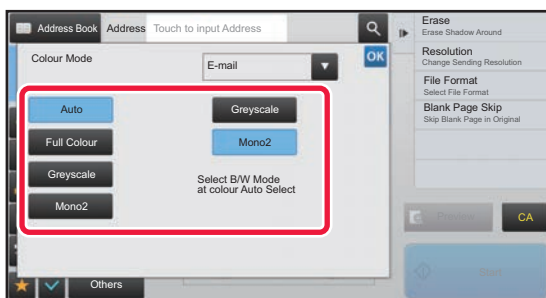 Address Book Address Touch to input Address
Colour Mode
E-mail
OK
Auto
Full Colour
Greyscale
Mono2
Greyscale
Mono2
Select B/W Mode
at colour Auto Select
Others
Erase
Erase Shadow Around
Resolution
Change Sending Resolution
File Format
Select File Format
Blank Page Skip
Skip Blank Page in Original
Preview
CA
Start